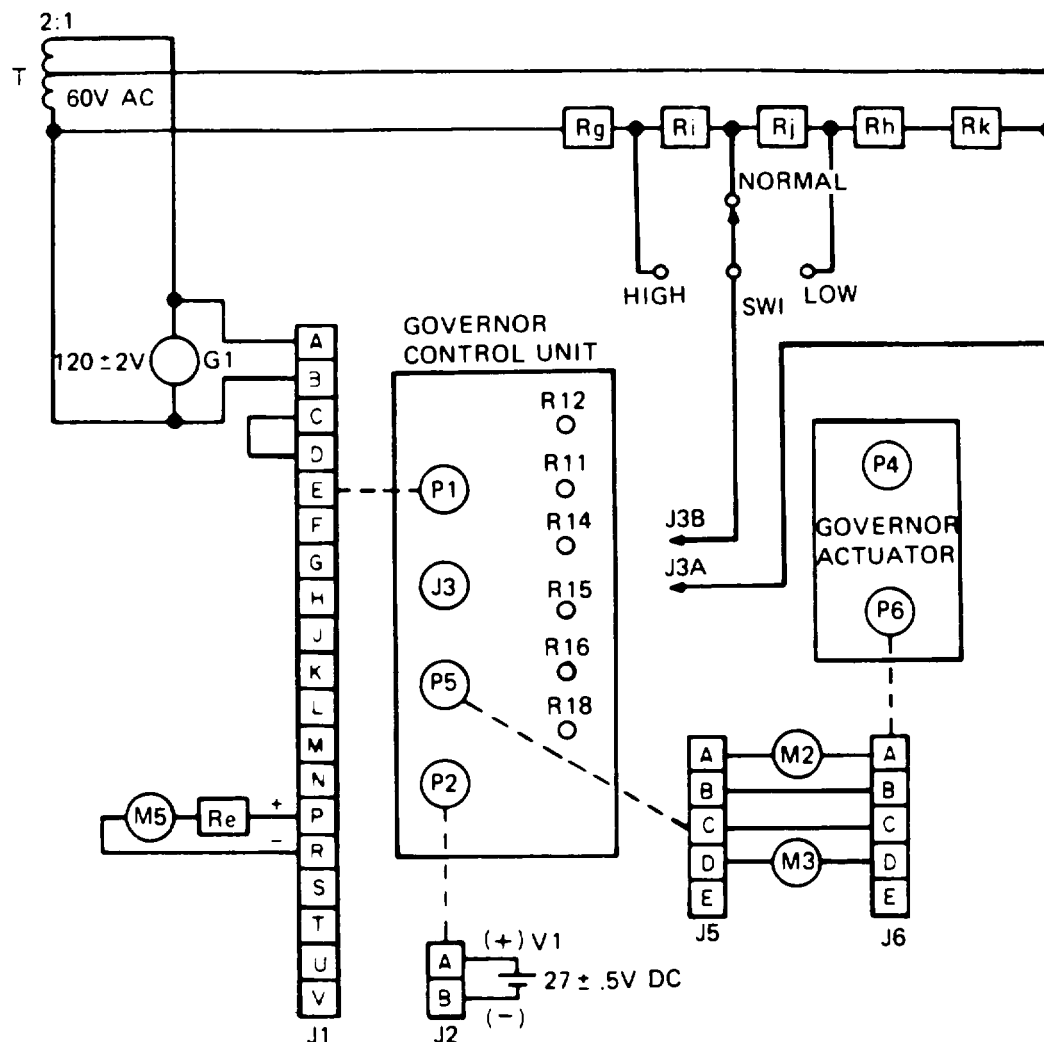 2:1
T
60V AC
Rg
Ri
Rj
Rh
Rk
NORMAL
HIGH
SWI
LOW
120 ± 2V
G1
GOVERNOR
CONTROL UNIT
A
B
C
D
E
F
G
H
J
K
L
M
N
P
R
S
T
U
V
J1
R12
R11
R14
R15
R16
R18
P1
J3
P5
P2
J3B
J3A
P4
GOVERNOR
ACTUATOR
P6
M5
Re
+
−
A
B
C
D
E
J5
M2
M3
A
B
C
D
E
J6
A
B
J2
(+) V1
27 ± .5V DC
(−)